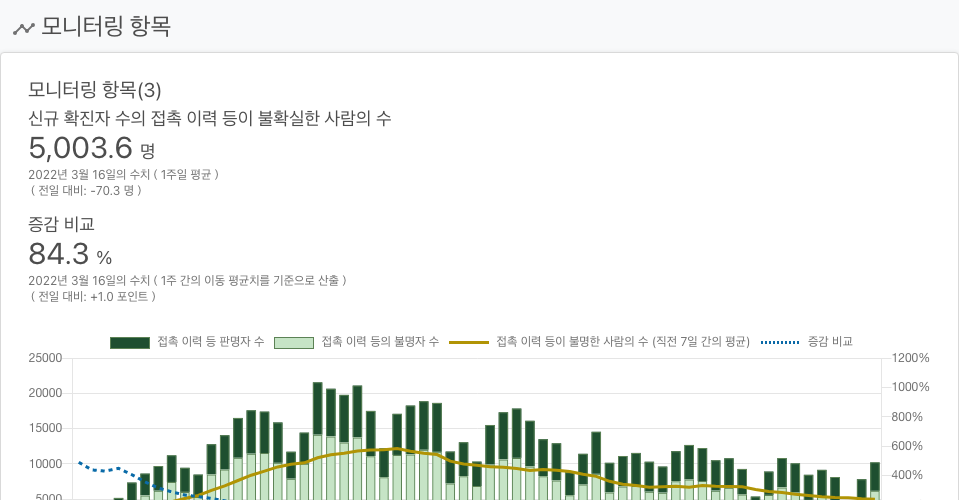 모니터링 항목
모니터링 항목(3)
신규 확진자 수의 접촉 이력 등이 불확실한 사람의 수
5,003.6 명
2022년 3월 16일의 수치 ( 1주일 평균 )
( 전일 대비: -70.3 명 )
증감 비교
84.3 %
2022년 3월 16일의 수치 ( 1주 간의 이동 평균치를 기준으로 산출 )
( 전일 대비: +1.0 포인트 )
접촉 이력 등 판명자 수 접촉 이력 등의 불명자 수 접촉 이력 등이 불명한 사람의 수 (직전 7일 간의 평균) 증감 비교
25000 1200%
1000%
20000
800%
15000
600%
10000
400%
5000